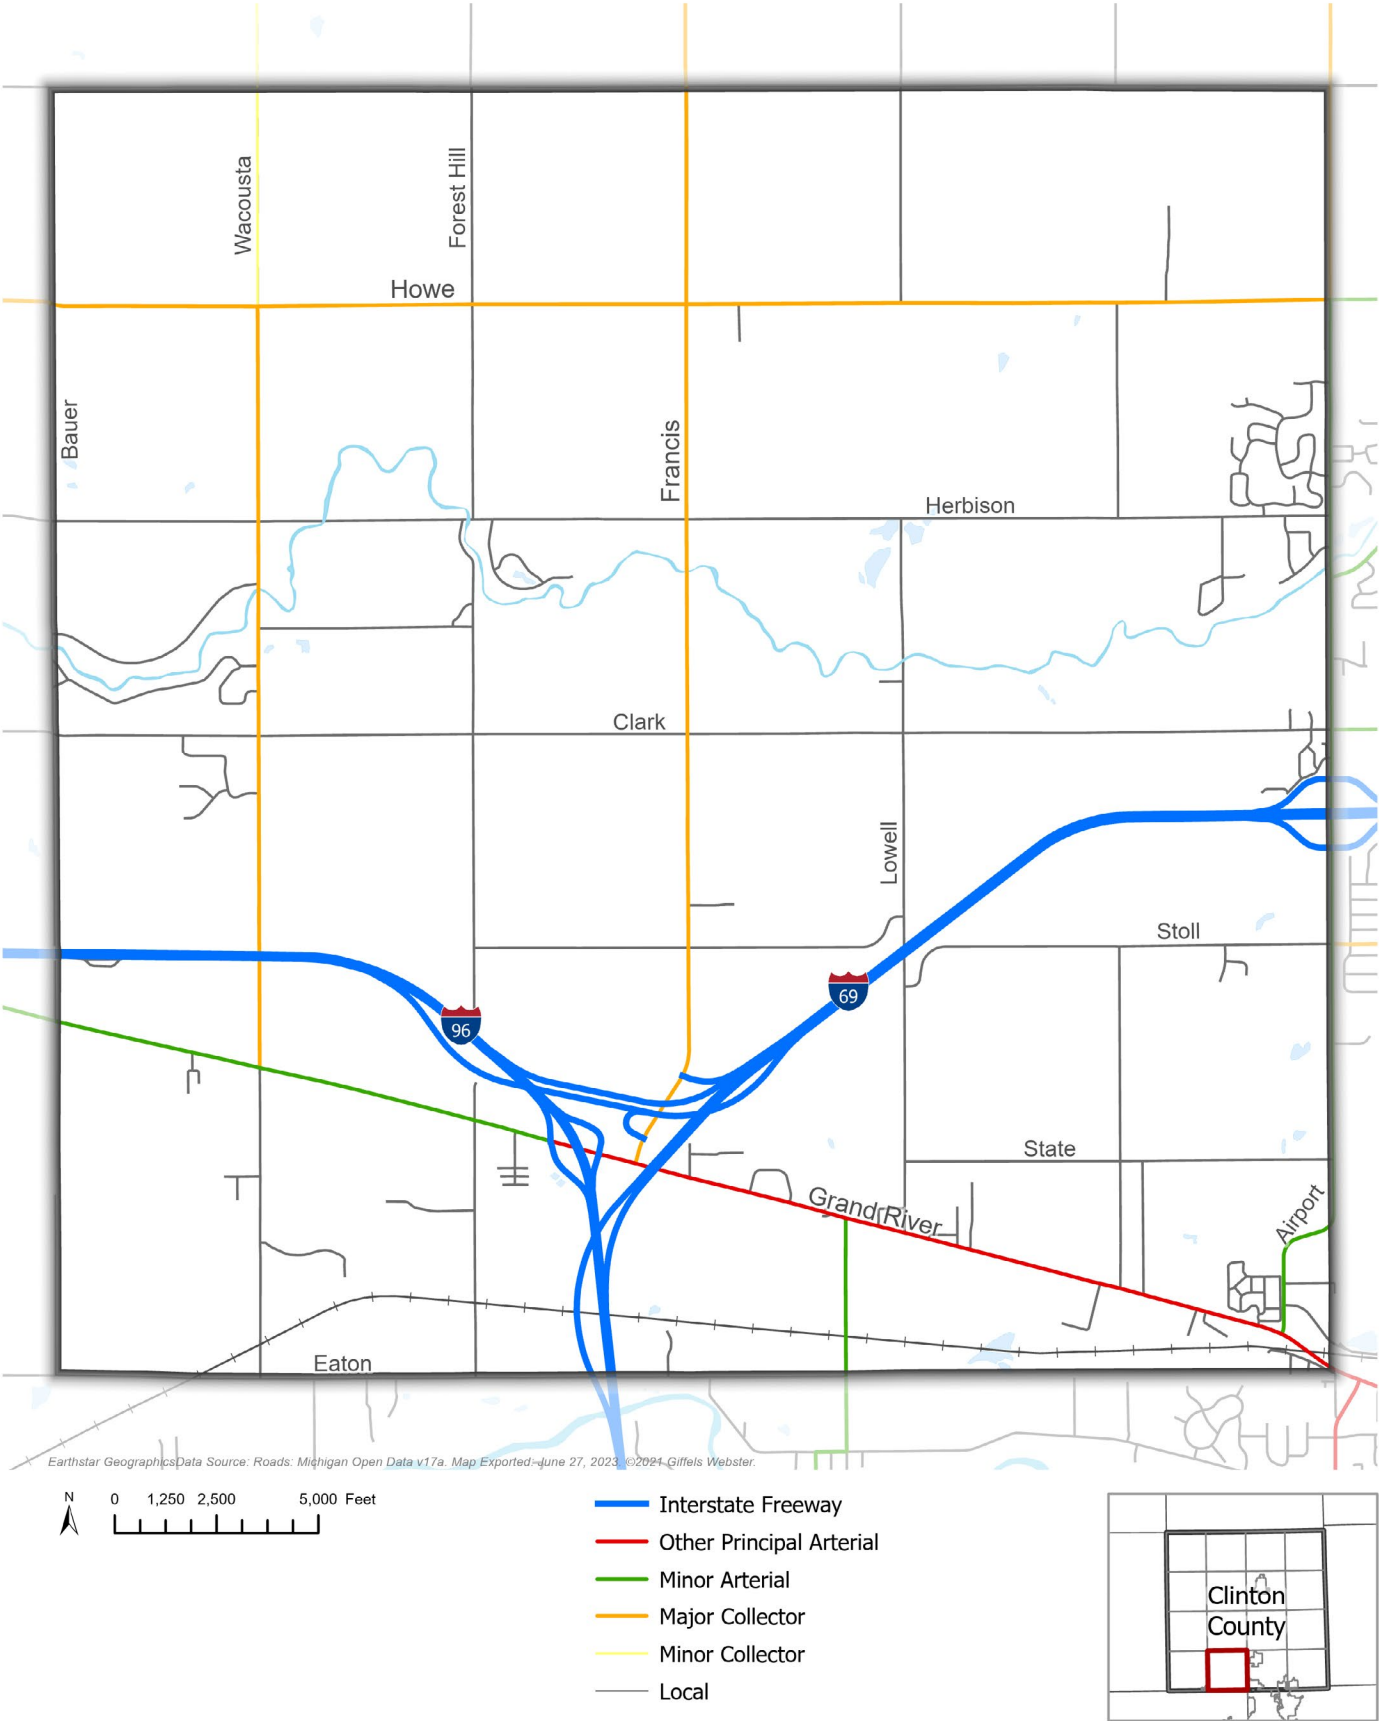 Wacousta
Forest Hill
Howe
Bauer
Francis
Herbison
Clark
Lowell
Stoll
69
96
State
Grand River
Airport
Eaton
Earthstar GeographicsData Source: Roads: Michigan Open Data v17a. Map Exported: June 27, 2023. ©2021 Giffels Webster.
N
0 1,250 2,500 5,000 Feet
Interstate Freeway
Other Principal Arterial
Minor Arterial
Major Collector
Minor Collector
Local
Clinton
County